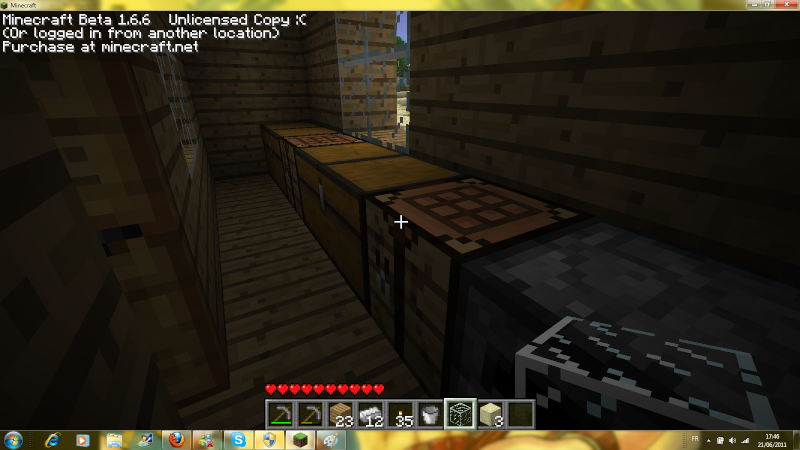 Minecraft
Minecraft Beta 1.6.6 Unlicensed Copy :(
(Or logged in from another location)
Purchase at minecraft.net
23 12 35 3
FR 17:46
21/06/2011